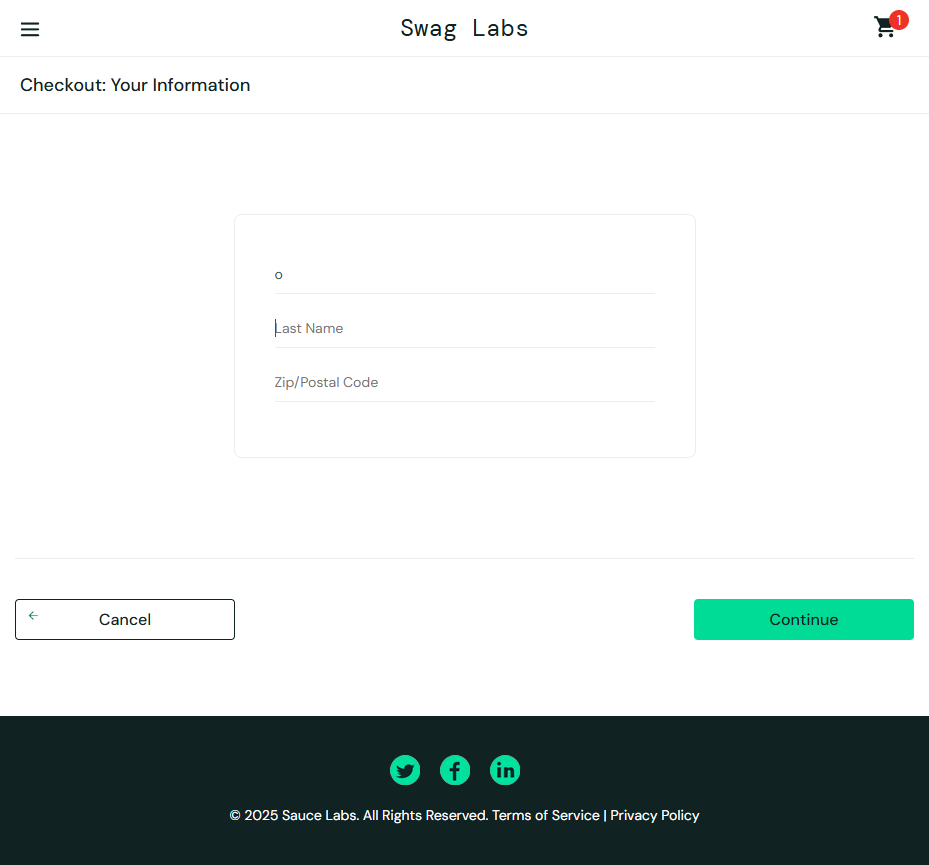 Swag Labs
1
Checkout: Your Information
o
Last Name
Zip/Postal Code
Cancel
Continue
© 2025 Sauce Labs. All Rights Reserved. Terms of Service | Privacy Policy